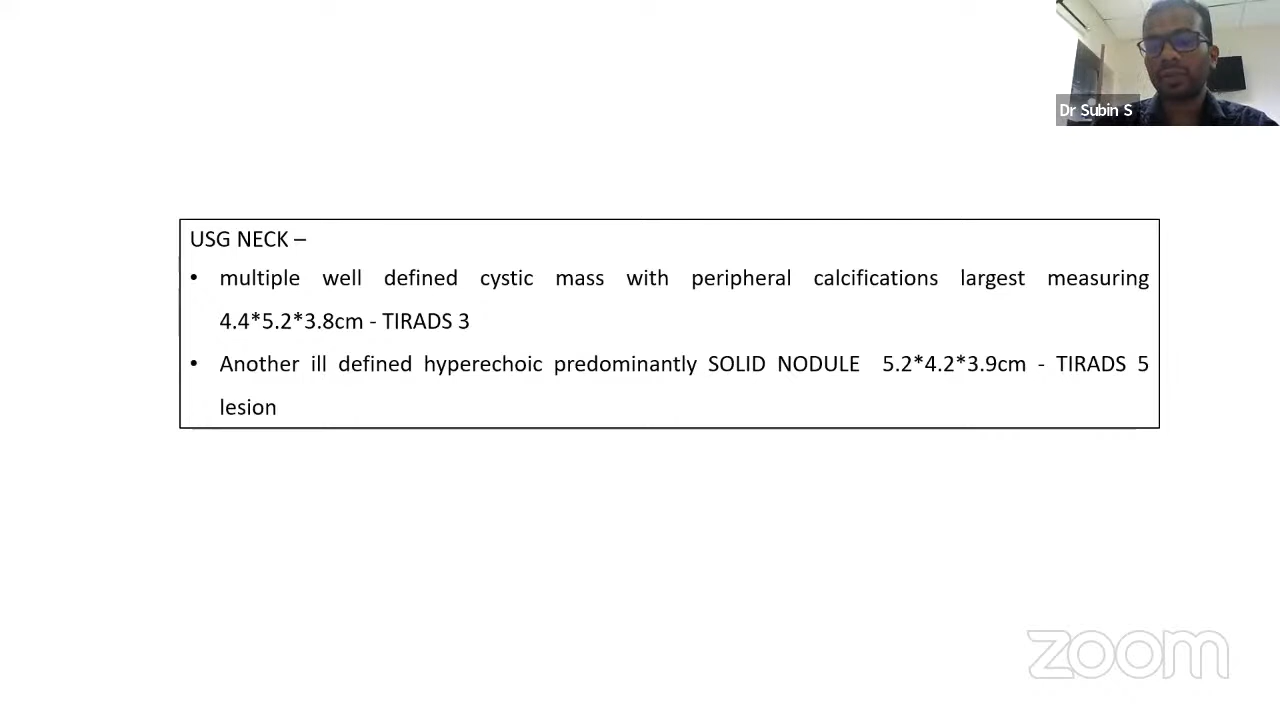 Dr Subin S
USG NECK –
• multiple well defined cystic mass with peripheral calcifications largest measuring
4.4*5.2*3.8cm - TIRADS 3
• Another ill defined hyperechoic predominantly SOLID NODULE 5.2*4.2*3.9cm - TIRADS 5
lesion
zoom